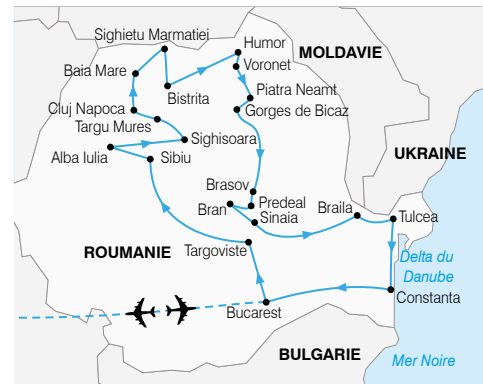 Sighietu Marmatiei
Humor
MOLDAVIE
Voronet
Baia Mare
Bistrita
Piatra Neamt
Cluj Napoca
Gorges de Bicaz
Targu Mures
Sighisoara
Alba Iulia
Sibiu
UKRAINE
Brasov
Bran
Predeal
Sinaia
Braila
Tulcea
ROUMANIE
Targoviste
Delta du
Danube
Constanta
Bucarest
BULGARIE
Mer Noire